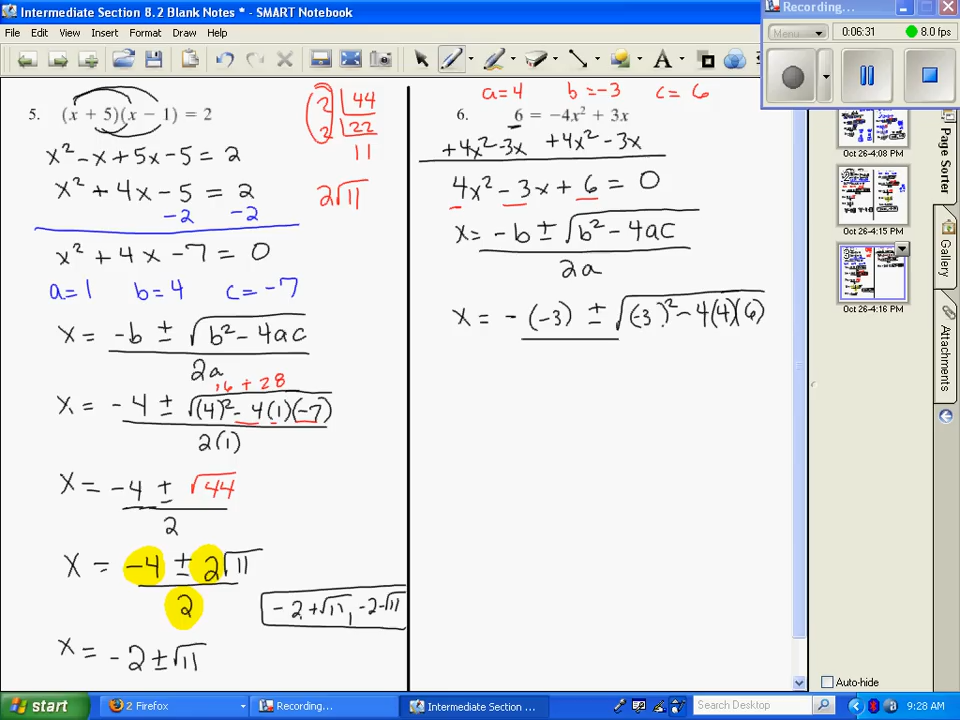 Intermediate Section 8.2 Blank Notes * - SMART Notebook
File Edit View Insert Format Draw Help
Recording...
Menu
0:06:31
8.0 fps
5. (x + 5)(x − 1) = 2
x² - x + 5x - 5 = 2
x² + 4x - 5 = 2
-2 -2
x² + 4x - 7 = 0
a=1 b=4 c=-7
x = -b ± √b² - 4ac
2a
16 + 28
x = -4 ± √(4)² - 4(1)(-7)
2(1)
x = -4 ± √44
2
x = -4 ± 2√11
2
x = -2 ± √11
-2+√11, -2-√11
2 44
2 22
11
2√11
a=4 b=-3 c=6
6. 6 = −4x² + 3x
+4x²-3x +4x² -3x
4x² - 3x + 6 = 0
x= -b ± √b² - 4ac
2a
x = -(-3) ± √(-3)² - 4(4)(6)
Oct 26-4:08 PM
Oct 26-4:15 PM
Oct 26-4:16 PM
Page Sorter
Gallery
Attachments
Auto-hide
start
2 Firefox
Recording...
Intermediate Section ...
Search Desktop
9:28 AM